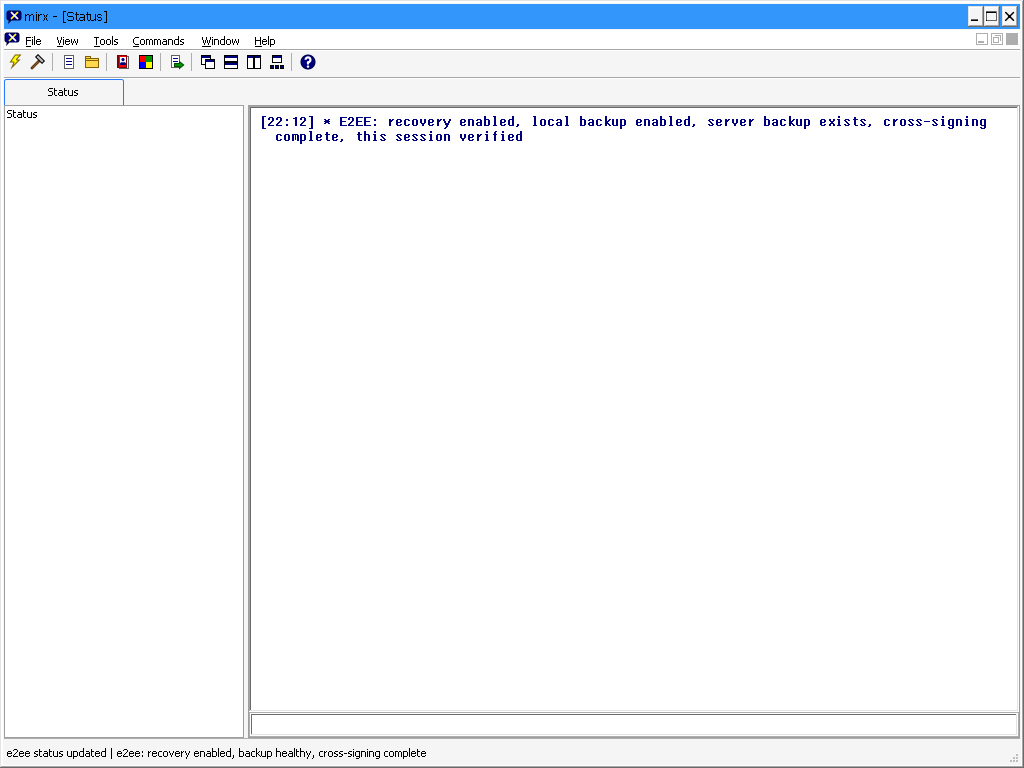 mirx - [Status]
File View Tools Commands Window Help
Status
Status
[22:12] * E2EE: recovery enabled, local backup enabled, server backup exists, cross-signing
complete, this session verified
e2ee status updated | e2ee: recovery enabled, backup healthy, cross-signing complete